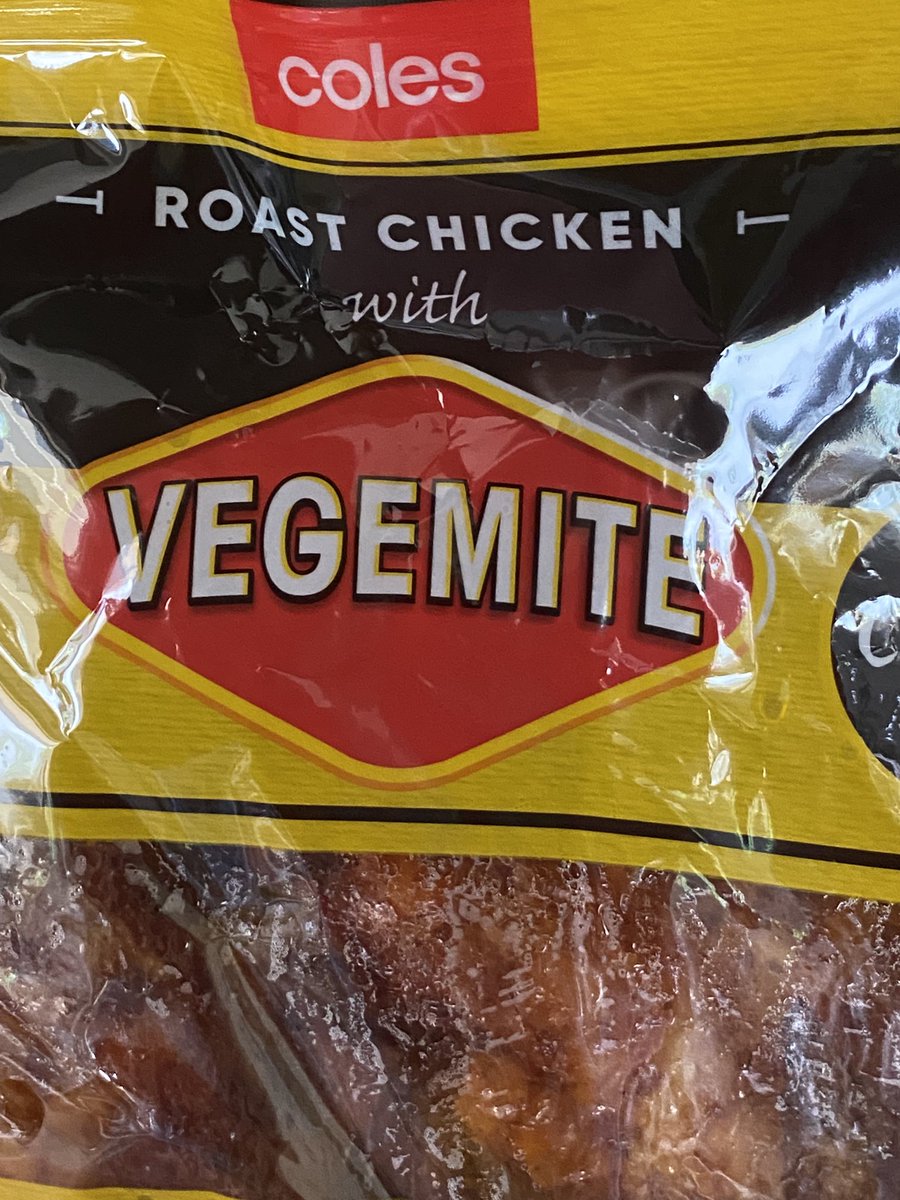 coles
ROAST CHICKEN
with
VEGEMITE